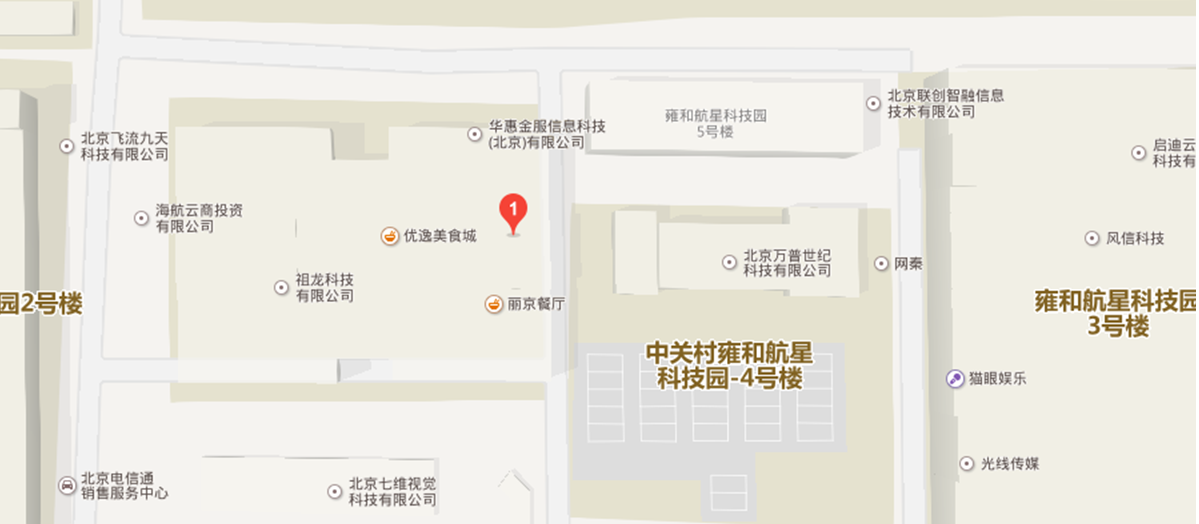 北京联创智融信息
技术有限公司
雍和航星科技园
5号楼
华惠金服信息科技
(北京)有限公司
北京飞流九天
科技有限公司
启迪云
科技有
海航云商投资
有限公司
1
优逸美食城
风信科技
北京万普世纪
科技有限公司
网秦
祖龙科技
有限公司
丽京餐厅
园2号楼
雍和航星科技园
3号楼
中关村雍和航星
科技园-4号楼
猫眼娱乐
光线传媒
北京电信通
销售服务中心
北京七维视觉
科技有限公司